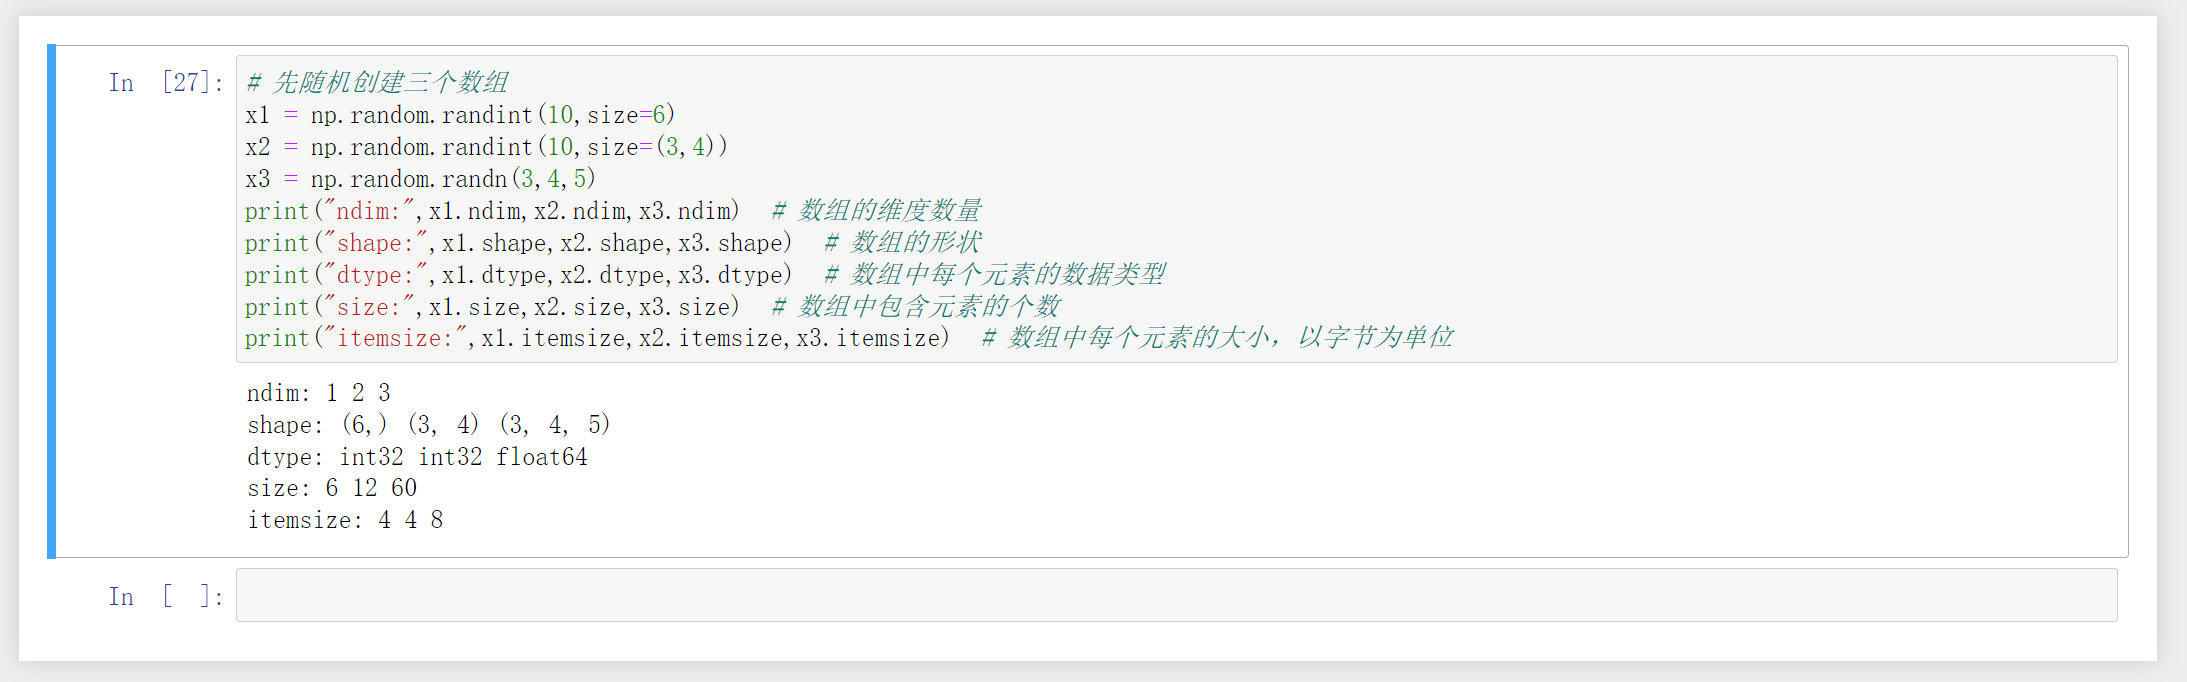 In [27]:
# 先随机创建三个数组
x1 = np.random.randint(10,size=6)
x2 = np.random.randint(10,size=(3,4))
x3 = np.random.randn(3,4,5)
print("ndim:",x1.ndim,x2.ndim,x3.ndim)  # 数组的维度数量
print("shape:",x1.shape,x2.shape,x3.shape)  # 数组的形状
print("dtype:",x1.dtype,x2.dtype,x3.dtype)  # 数组中每个元素的数据类型
print("size:",x1.size,x2.size,x3.size)  # 数组中包含元素的个数
print("itemsize:",x1.itemsize,x2.itemsize,x3.itemsize)  # 数组中每个元素的大小，以字节为单位
ndim: 1 2 3
shape: (6,) (3, 4) (3, 4, 5)
dtype: int32 int32 float64
size: 6 12 60
itemsize: 4 4 8
In [ ]: